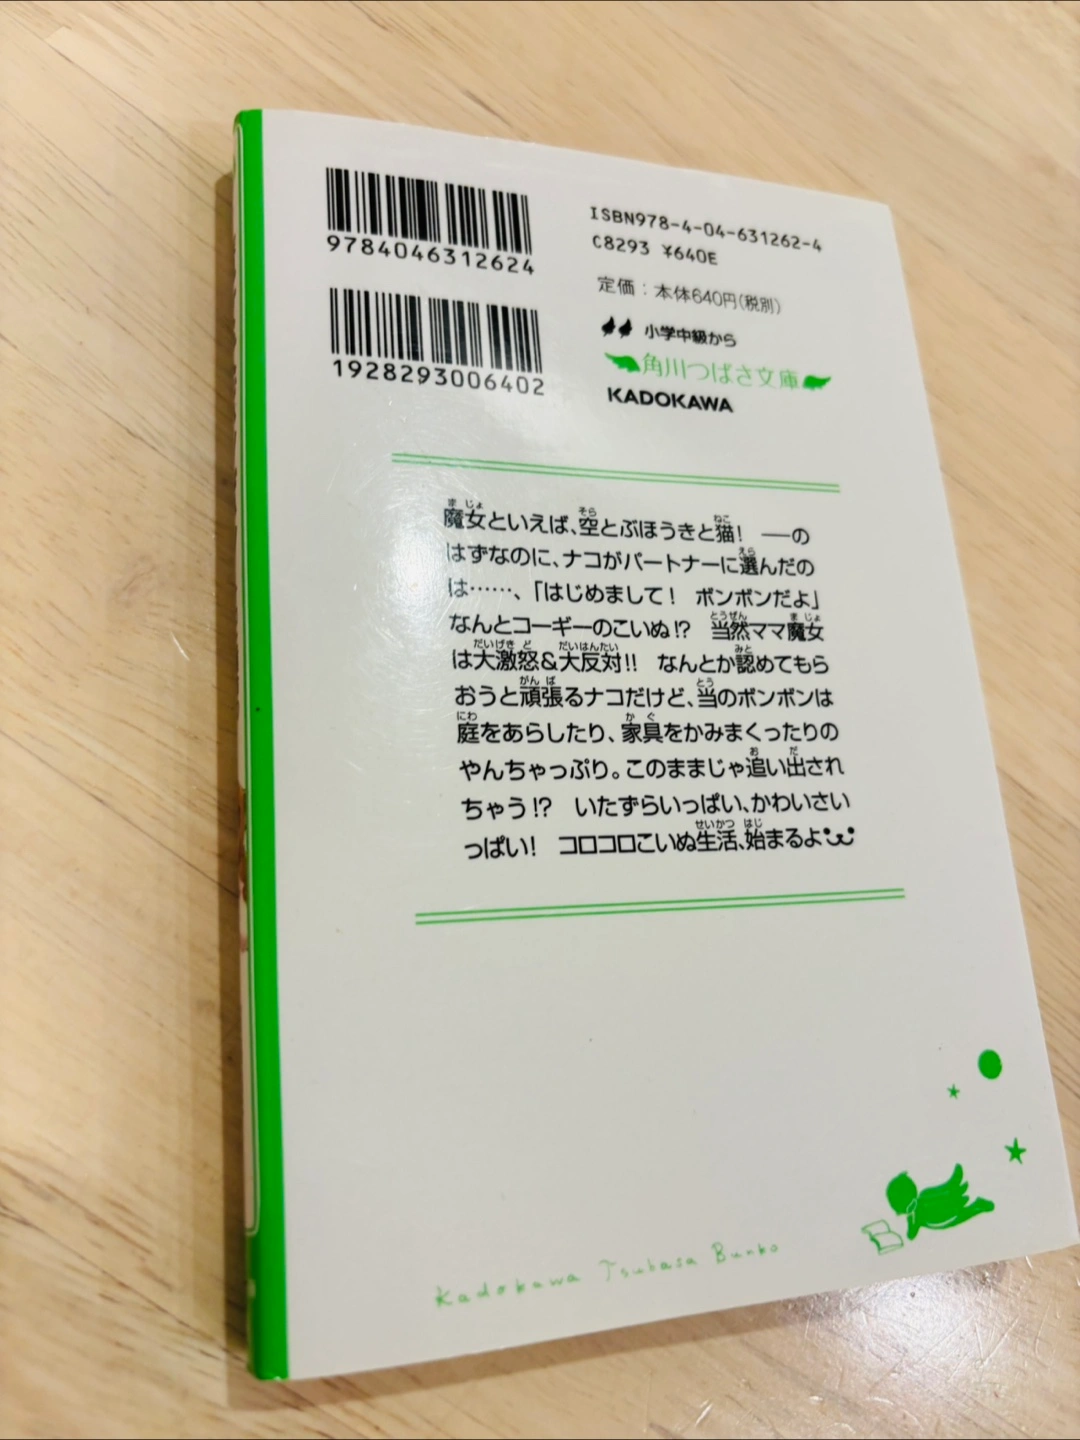 9784046312624
1928293006402
ISBN978-4-04-631262-4
C8293 ¥640E
定価：本体640円（税別）
小学中級から
角川つばさ文庫
KADOKAWA
魔女といえば、空とぶほうきと猫！ ――の
はずなのに、ナコがパートナーに選んだの
は……、「はじめまして！ ボンボンだよ」
なんとコーギーのこいぬ!? 当然ママ魔女
は大激怒＆大反対!! なんとか認めてもら
おうと頑張るナコだけど、当のボンボンは
庭をあらしたり、家具をかみまくったりの
やんちゃっぷり。このままじゃ追い出され
ちゃう!? いたずらいっぱい、かわいさい
っぱい！ コロコロこいぬ生活、始まるよ
Kadokawa Tsubasa Bunko